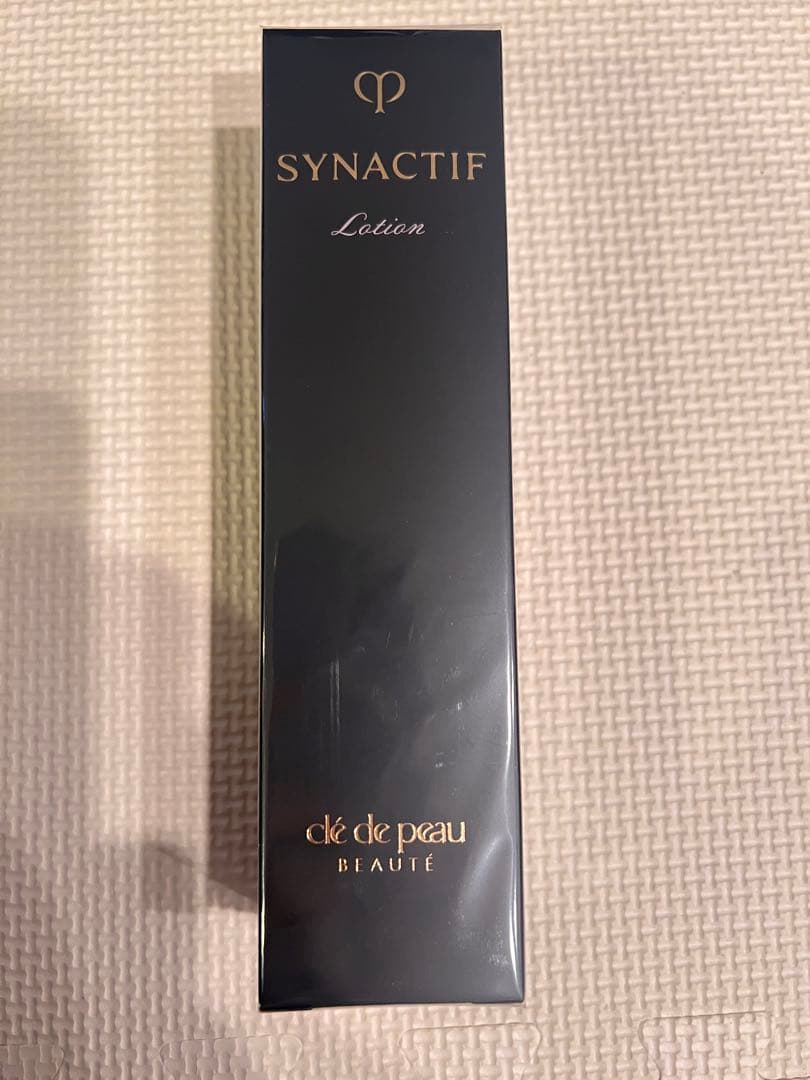 SYNACTIF
Lotion
clé de peau
BEAUTÉ